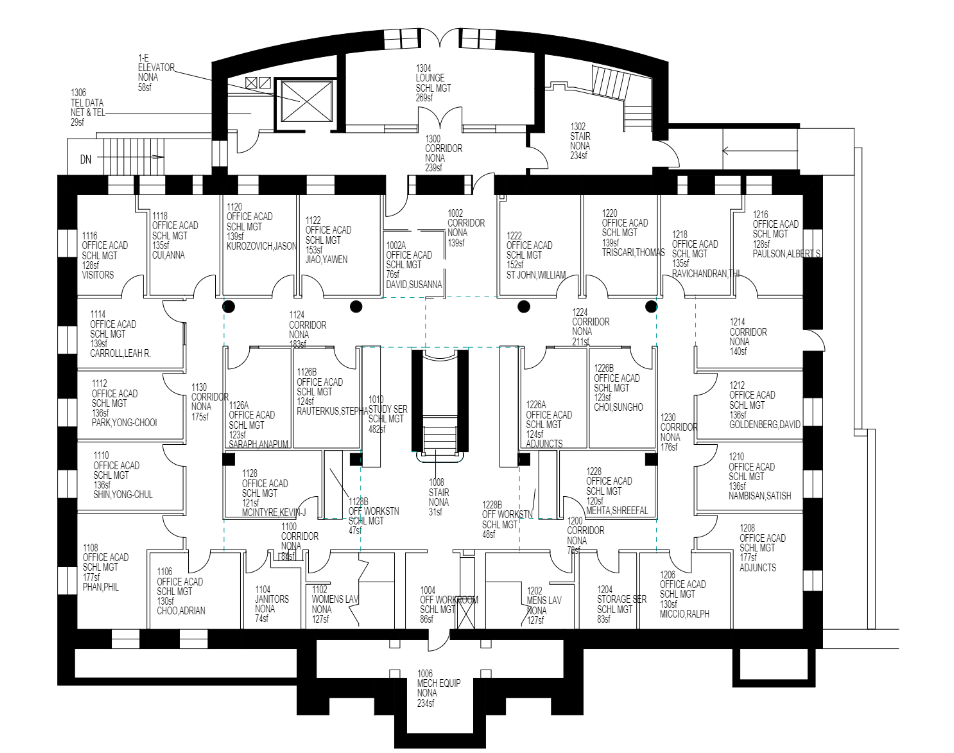 1-E
ELEVATOR
NONA
58sf
1306
TEL DATA
NET & TEL
29sf
1304
LOUNGE
SCHL MGT
269sf
1300
CORRIDOR
NONA
239sf
1302
STAIR
NONA
234sf
DN
1116
OFFICE ACAD
SCHL MGT
128sf
VISITORS
1118
OFFICE ACAD
SCHL MGT
135sf
CUI,ANNA
1120
OFFICE ACAD
SCHL MGT
139sf
KUROZOVICH,JASON
1122
OFFICE ACAD
SCHL MGT
153sf
JIAO,YAWEN
1002
CORRIDOR
NONA
139sf
1002A
OFFICE ACAD
SCHL MGT
76sf
DAVID,SUSANNA
1222
OFFICE ACAD
SCHL MGT
152sf
ST JOHN,WILLIAM
1220
OFFICE ACAD
SCHL MGT
139sf
TRISCARI,THOMAS
1218
OFFICE ACAD
SCHL MGT
135sf
RAVICHANDRAN,THI
1216
OFFICE ACAD
SCHL MGT
128sf
PAULSON,ALBERT S.
1114
OFFICE ACAD
SCHL MGT
139sf
CARROLL,LEAH R.
1124
CORRIDOR
NONA
183sf
1224
CORRIDOR
NONA
211sf
1214
CORRIDOR
NONA
140sf
1112
OFFICE ACAD
SCHL MGT
136sf
PARK,YONG-CHOOI
1130
CORRIDOR
NONA
175sf
1126A
OFFICE ACAD
SCHL MGT
123sf
SARAPH,ANAPUM
1126B
OFFICE ACAD
SCHL MGT
124sf
RAUTERKUS,STEPHA
1010
STUDY SER
SCHL MGT
482sf
1226A
OFFICE ACAD
SCHL MGT
124sf
ADJUNCTS
1226B
OFFICE ACAD
SCHL MGT
123sf
CHOI,SUNGHO
1230
CORRIDOR
NONA
176sf
1212
OFFICE ACAD
SCHL MGT
136sf
GOLDENBERG,DAVID
1110
OFFICE ACAD
SCHL MGT
136sf
SHIN,YONG-CHUL
1128
OFFICE ACAD
SCHL MGT
121sf
MCINTYRE,KEVIN-J
1128B
OFF WORKSTN
SCHL MGT
47sf
1008
STAIR
NONA
31sf
1228B
OFF WORKSTN
SCHL MGT
48sf
1228
OFFICE ACAD
SCHL MGT
120sf
MEHTA,SHREEFAL
1210
OFFICE ACAD
SCHL MGT
136sf
NAMBISAN,SATISH
1108
OFFICE ACAD
SCHL MGT
177sf
PHAN,PHIL
1100
CORRIDOR
NONA
1200
CORRIDOR
NONA
1208
OFFICE ACAD
SCHL MGT
177sf
ADJUNCTS
1106
OFFICE ACAD
SCHL MGT
130sf
CHOO,ADRIAN
1104
JANITORS
NONA
74sf
1102
WOMENS LAV
NONA
127sf
1004
OFF WORKROOM
SCHL MGT
86sf
1202
MENS LAV
NONA
127sf
1204
STORAGE SER
SCHL MGT
83sf
1206
OFFICE ACAD
SCHL MGT
130sf
MICCIO,RALPH
1006
MECH EQUIP
NONA
234sf